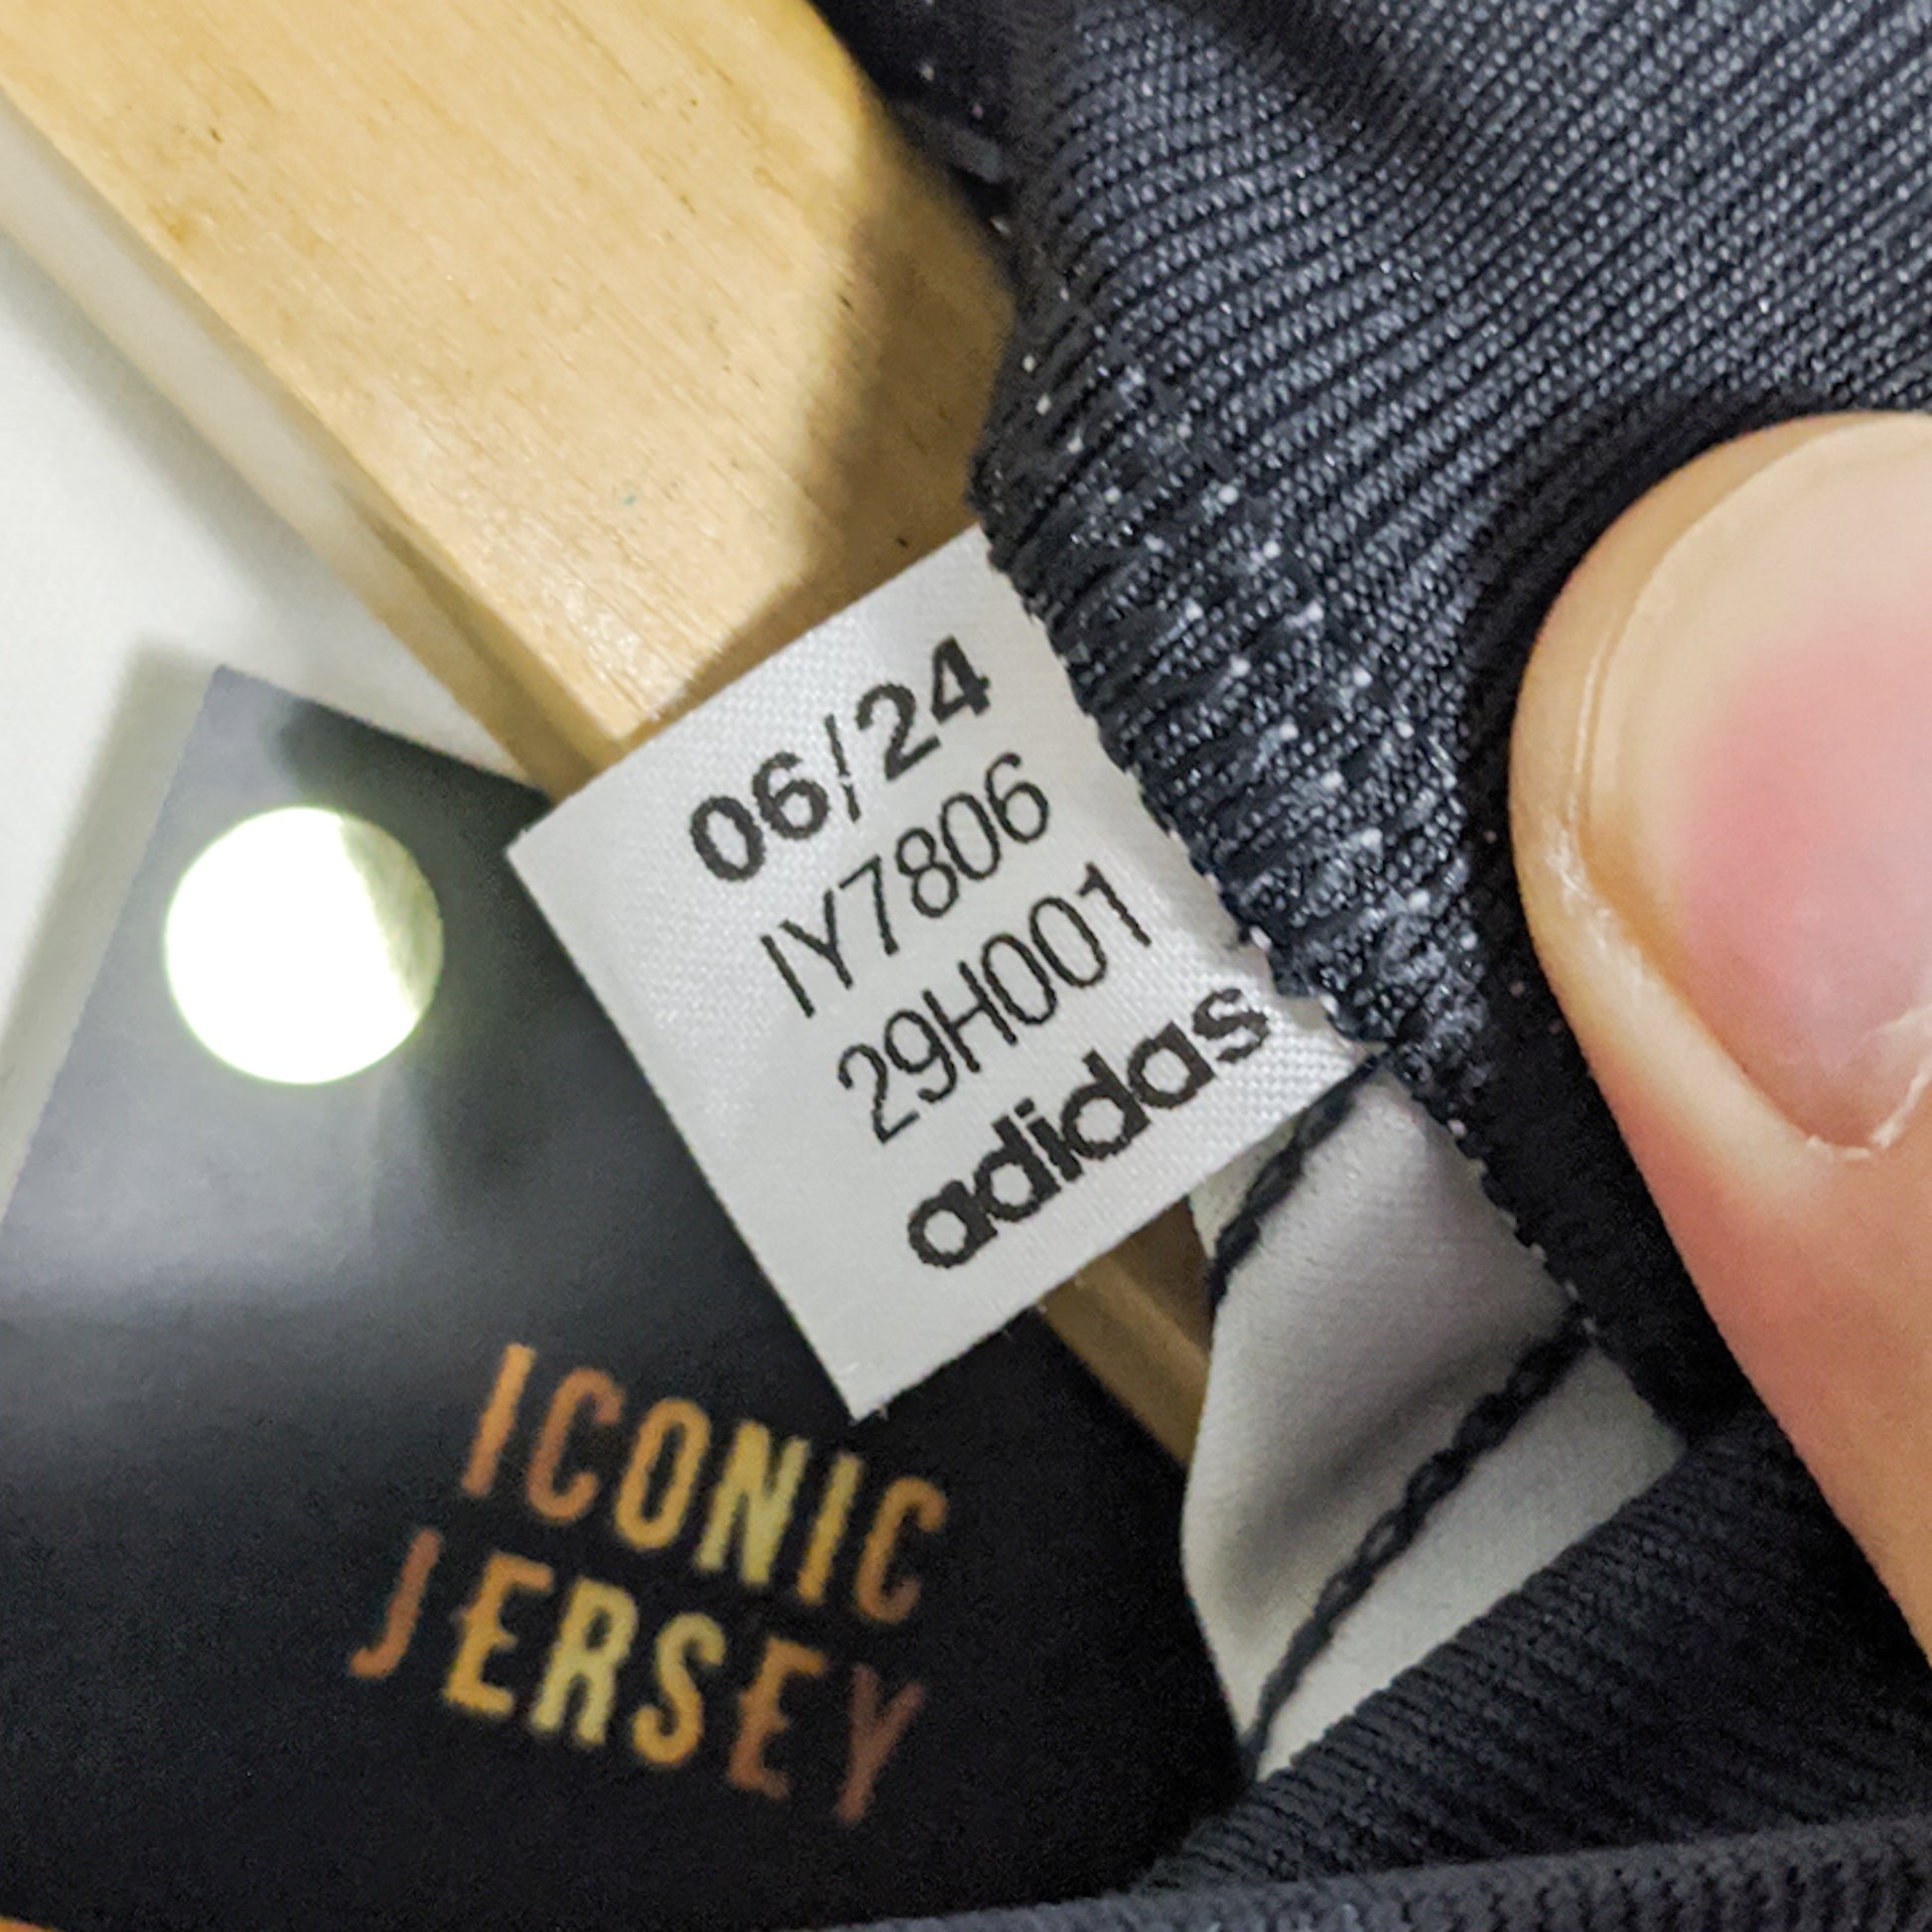 06/24
IY7806
29H001
adidas
ICONIC
JERSEY